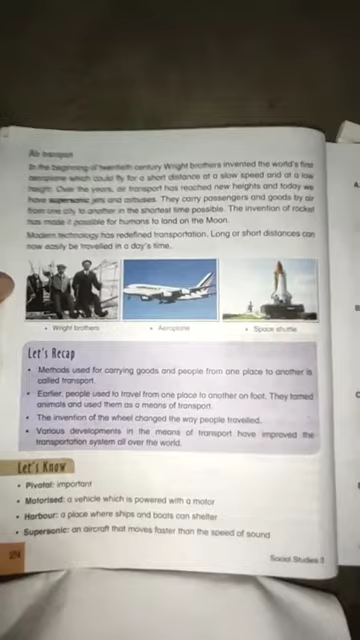 Air transport
In the beginning of twentieth century Wright brothers invented the world's first
aeroplane which could fly for a short distance at a slow speed and at a low
height. Over the years, air transport has reached new heights and today we
have supersonic jets and airbuses. They carry passengers and goods by air
from one city to another in the shortest time possible. The invention of rocket
has made it possible for humans to land on the Moon.
Modern technology has redefined transportation. Long or short distances can
now easily be travelled in a day's time.
• Wright brothers
• Aeroplane
• Space shuttle
Let's Recap
• Methods used for carrying goods and people from one place to another is
called transport.
• Earlier, people used to travel from one place to another on foot. They tamed
animals and used them as a means of transport.
• The invention of the wheel changed the way people travelled.
• Various developments in the means of transport have improved the
transportation system all over the world.
Let's Know
• Pivotal: important
• Motorised: a vehicle which is powered with a motor
• Harbour: a place where ships and boats can shelter
• Supersonic: an aircraft that moves faster than the speed of sound
24
Social Studies 3
A.